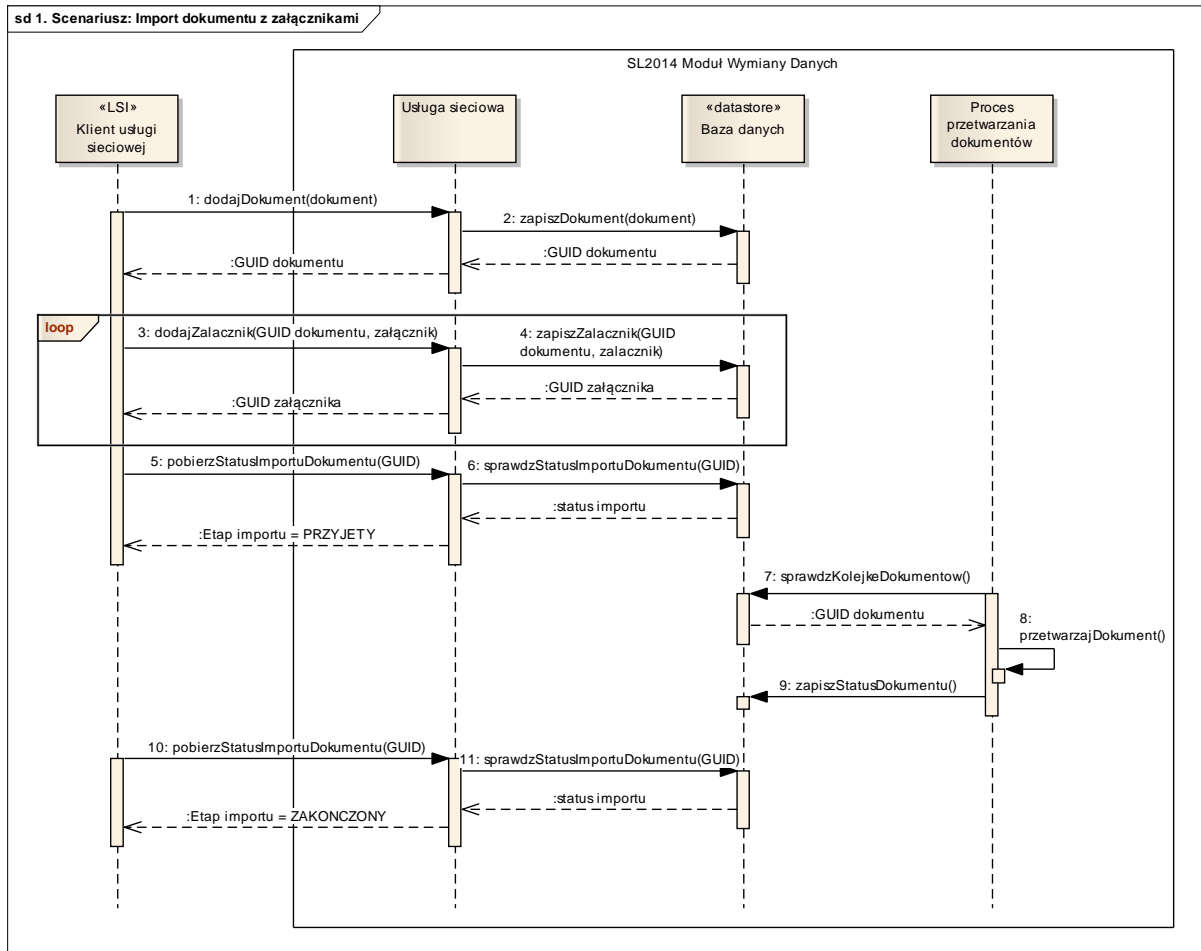 sd 1. Scenariusz: Import dokumentu z załącznikami
SL2014 Moduł Wymiany Danych
«LSI»
Klient usługi
sieciowej
Usługa sieciowa
«datastore»
Baza danych
Proces
przetwarzania
dokumentów
1: dodajDokument(dokument)
2: zapiszDokument(dokument)
:GUID dokumentu
:GUID dokumentu
loop
3: dodajZalacznik(GUID dokumentu, załącznik)
4: zapiszZalacznik(GUID
dokumentu, zalacznik)
:GUID załącznika
:GUID załącznika
5: pobierzStatusImportuDokumentu(GUID)
6: sprawdzStatusImportuDokumentu(GUID)
:status importu
:Etap importu = PRZYJETY
7: sprawdzKolejkeDokumentow()
:GUID dokumentu
8:
przetwarzajDokument()
9: zapiszStatusDokumentu()
10: pobierzStatusImportuDokumentu(GUID)
11: sprawdzStatusImportuDokumentu(GUID)
:status importu
:Etap importu = ZAKONCZONY